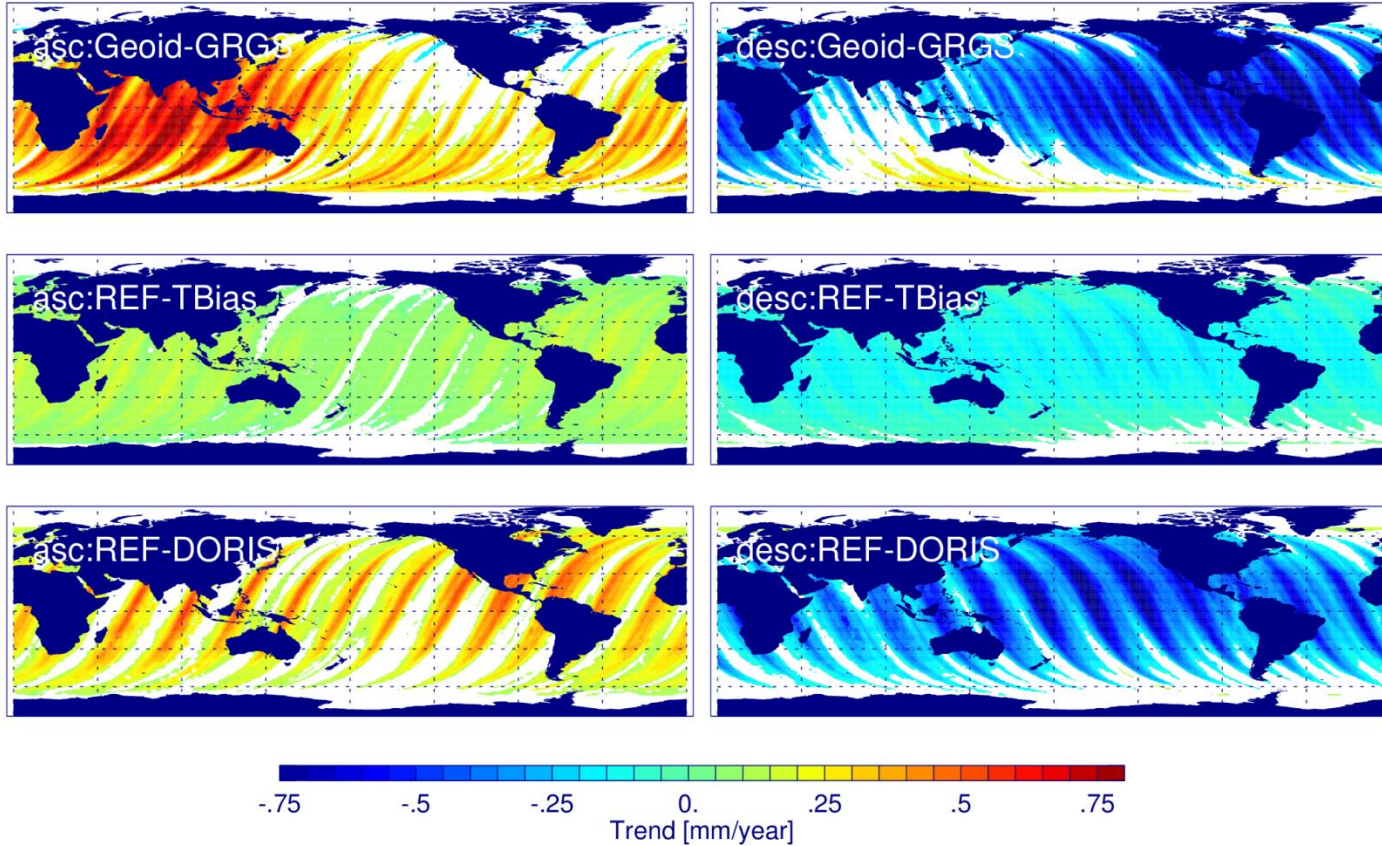 asc:Geoid-GRGS
desc:Geoid-GRGS
asc:REF-TBias
desc:REF-TBias
asc:REF-DORIS
desc:REF-DORIS
-.75 -.5 -.25 0. .25 .5 .75
Trend [mm/year]